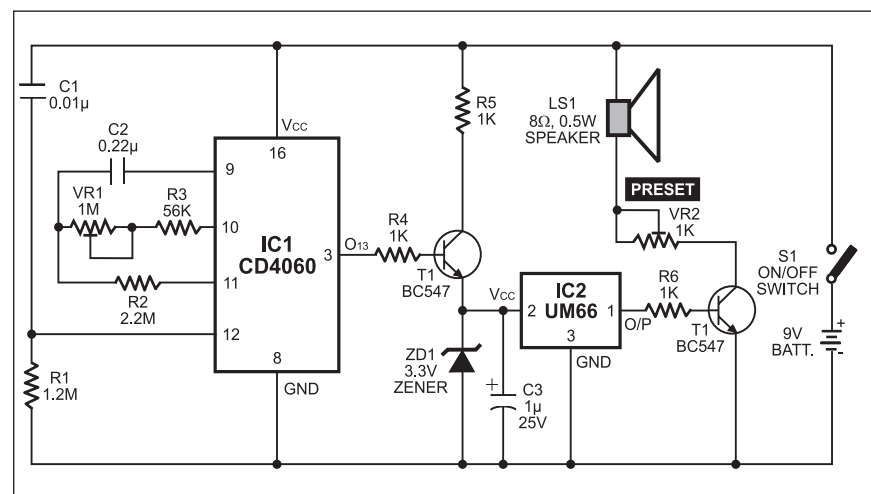 C1
0.01µ
C2
0.22µ
VR1
1M
R3
56K
R2
2.2M
R1
1.2M
VCC
16
9
10
11
12
IC1
CD4060
3
O13
8
GND
R4
1K
R5
1K
T1
BC547
ZD1
3.3V
ZENER
VCC
2
IC2
UM66
1
O/P
3
GND
C3
1µ
25V
+
LS1
8Ω, 0.5W
SPEAKER
PRESET
VR2
1K
R6
1K
T1
BC547
S1
ON/OFF
SWITCH
9V
BATT.
+
-